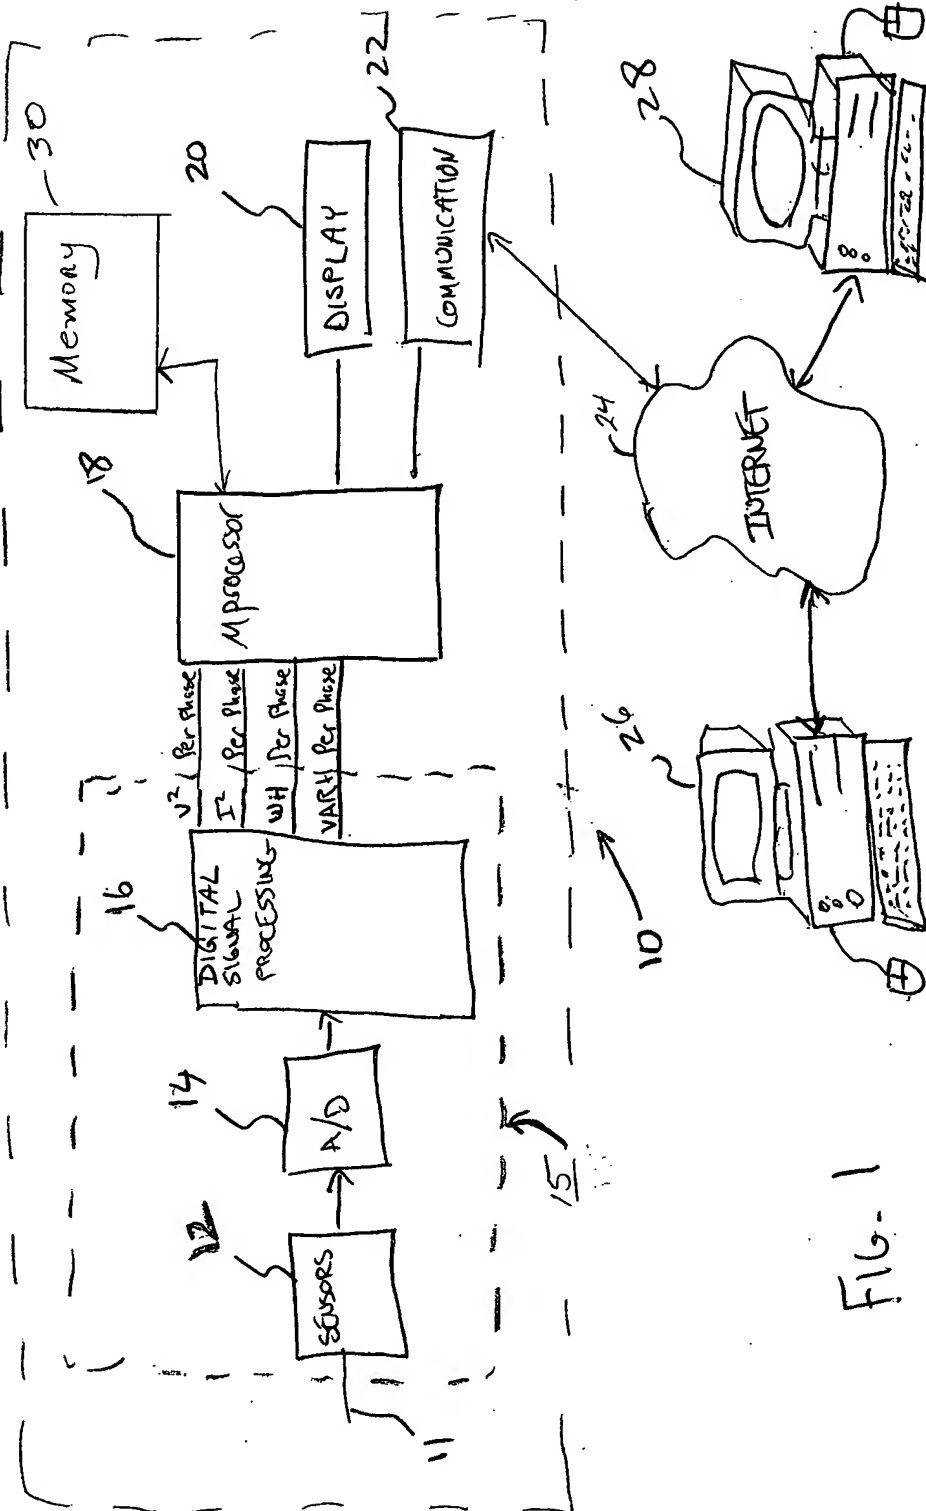 30
Memory
22
20
DISPLAY
COMMUNICATION
18
Mprocessor
V² / Per Phase
I² / Per Phase
WH / Per Phase
VARH / Per Phase
16
DIGITAL
SIGNAL
PROCESSING
14
A/D
12
SENSORS
11
15
10
24
INTERNET
28
26
FIG. 1